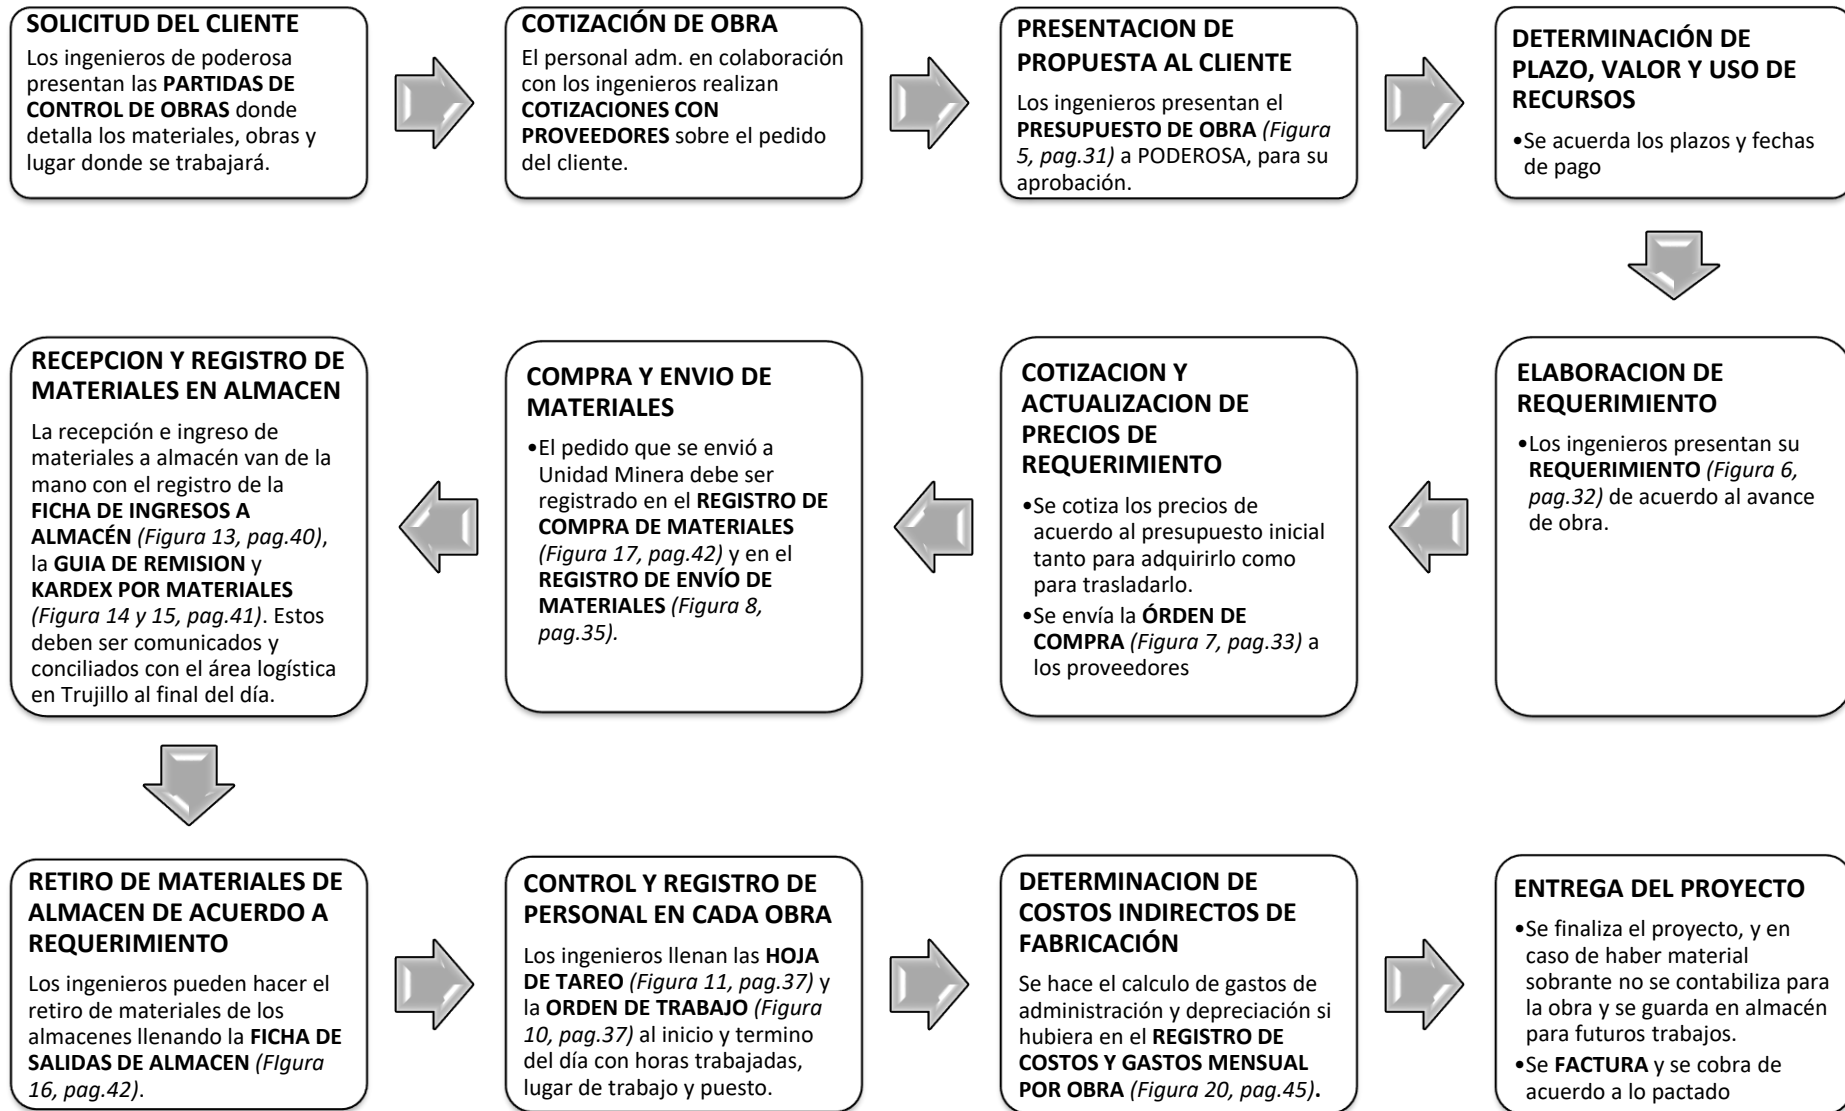 SOLICITUD DEL CLIENTE
Los ingenieros de poderosa
presentan las PARTIDAS DE
CONTROL DE OBRAS donde
detalla los materiales, obras y
lugar donde se trabajará.
COTIZACIÓN DE OBRA
El personal adm. en colaboración
con los ingenieros realizan
COTIZACIONES CON
PROVEEDORES sobre el pedido
del cliente.
PRESENTACION DE
PROPUESTA AL CLIENTE
Los ingenieros presentan el
PRESUPUESTO DE OBRA (Figura
5, pag.31) a PODEROSA, para su
aprobación.
DETERMINACIÓN DE
PLAZO, VALOR Y USO DE
RECURSOS
•Se acuerda los plazos y fechas
de pago
ELABORACION DE
REQUERIMIENTO
•Los ingenieros presentan su
REQUERIMIENTO (Figura 6,
pag.32) de acuerdo al avance
de obra.
COTIZACION Y
ACTUALIZACION DE
PRECIOS DE
REQUERIMIENTO
•Se cotiza los precios de
acuerdo al presupuesto inicial
tanto para adquirirlo como
para trasladarlo.
•Se envía la ÓRDEN DE
COMPRA (Figura 7, pag.33) a
los proveedores
COMPRA Y ENVIO DE
MATERIALES
•El pedido que se envió a
Unidad Minera debe ser
registrado en el REGISTRO DE
COMPRA DE MATERIALES
(Figura 17, pag.42) y en el
REGISTRO DE ENVÍO DE
MATERIALES (Figura 8,
pag.35).
RECEPCION Y REGISTRO DE
MATERIALES EN ALMACEN
La recepción e ingreso de
materiales a almacén van de la
mano con el registro de la
FICHA DE INGRESOS A
ALMACÉN (Figura 13, pag.40),
la GUIA DE REMISION y
KARDEX POR MATERIALES
(Figura 14 y 15, pag.41). Estos
deben ser comunicados y
conciliados con el área logística
en Trujillo al final del día.
RETIRO DE MATERIALES DE
ALMACEN DE ACUERDO A
REQUERIMIENTO
Los ingenieros pueden hacer el
retiro de materiales de los
almacenes llenando la FICHA DE
SALIDAS DE ALMACEN (FIgura
16, pag.42).
CONTROL Y REGISTRO DE
PERSONAL EN CADA OBRA
Los ingenieros llenan las HOJA
DE TAREO (Figura 11, pag.37) y
la ORDEN DE TRABAJO (Figura
10, pag.37) al inicio y termino
del día con horas trabajadas,
lugar de trabajo y puesto.
DETERMINACION DE
COSTOS INDIRECTOS DE
FABRICACIÓN
Se hace el calculo de gastos de
administración y depreciación si
hubiera en el REGISTRO DE
COSTOS Y GASTOS MENSUAL
POR OBRA (Figura 20, pag.45).
ENTREGA DEL PROYECTO
•Se finaliza el proyecto, y en
caso de haber material
sobrante no se contabiliza para
la obra y se guarda en almacén
para futuros trabajos.
•Se FACTURA y se cobra de
acuerdo a lo pactado